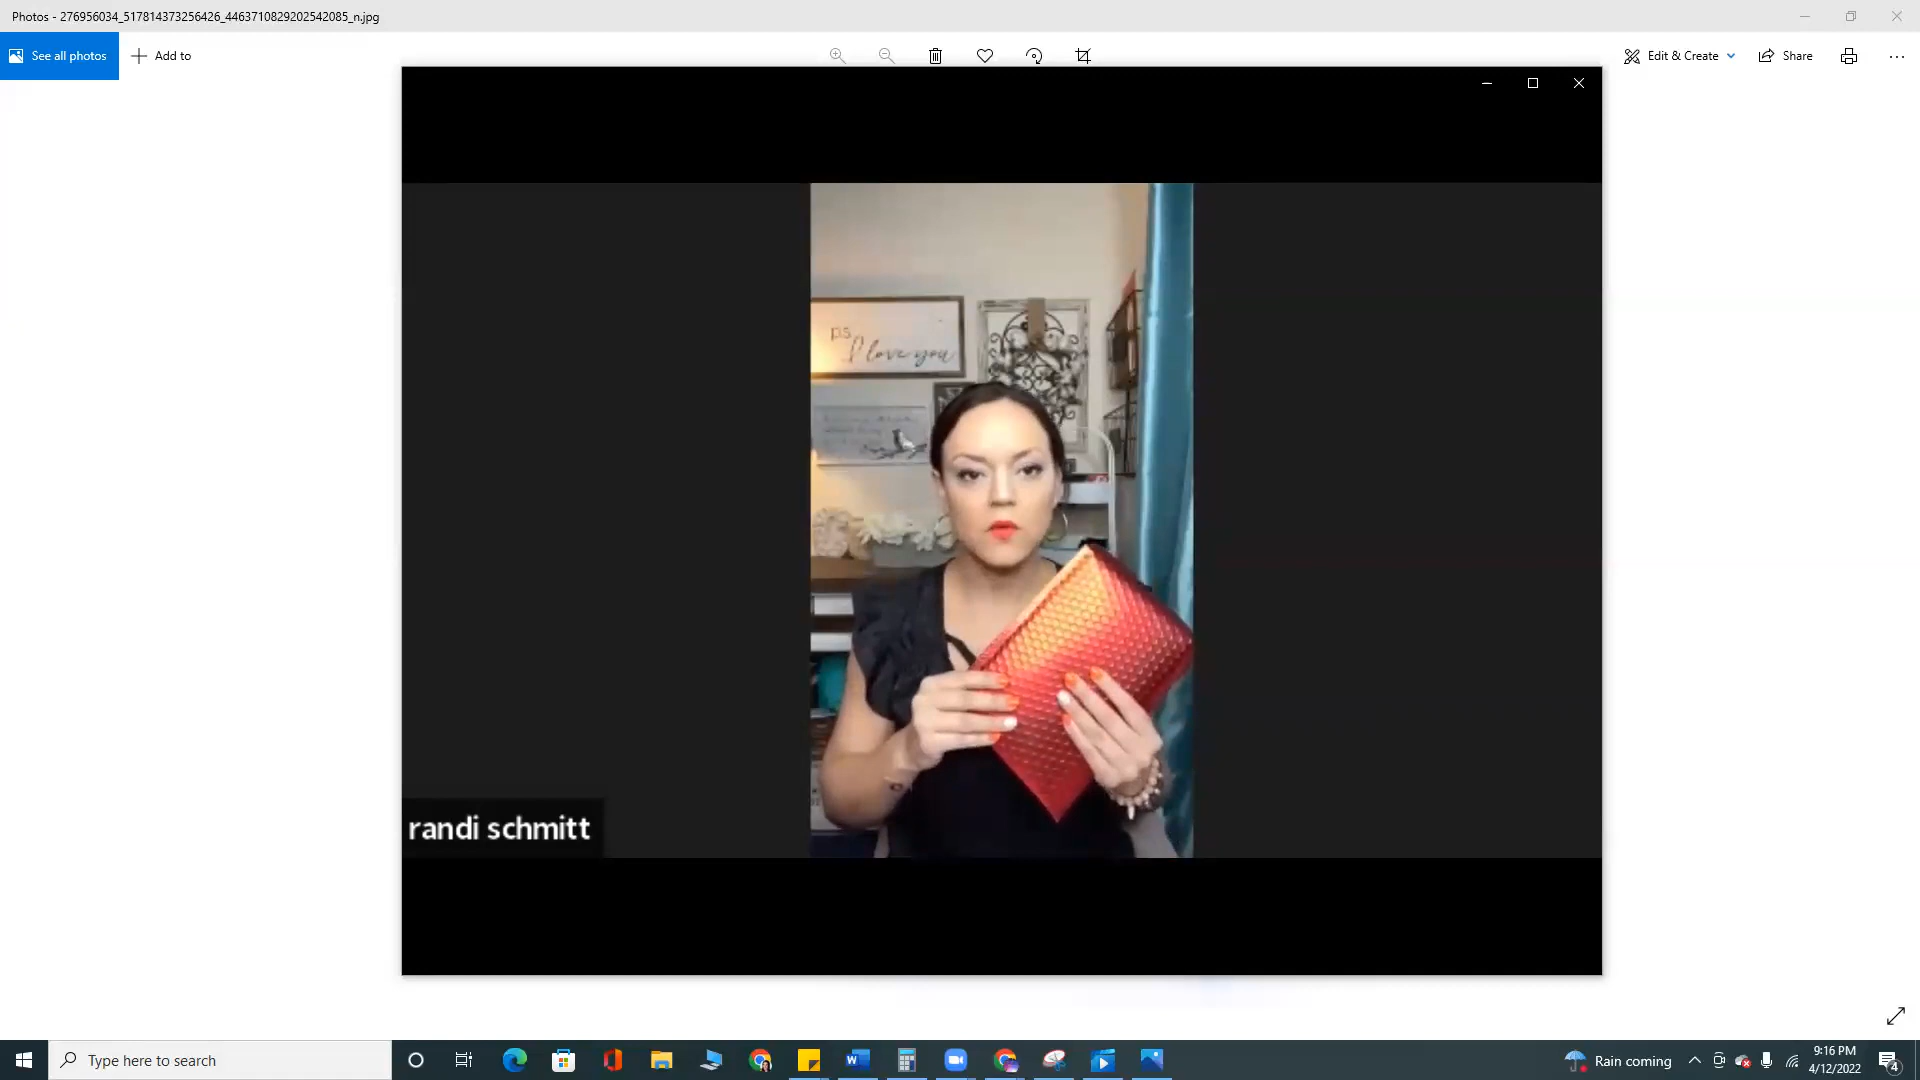 Photos - 276956034_517814373256426_4463710829202542085_n.jpg
See all photos
Add to
Edit & Create
Share
ps
I love you
randi schmitt
Type here to search
Rain coming
9:16 PM
4/12/2022
4